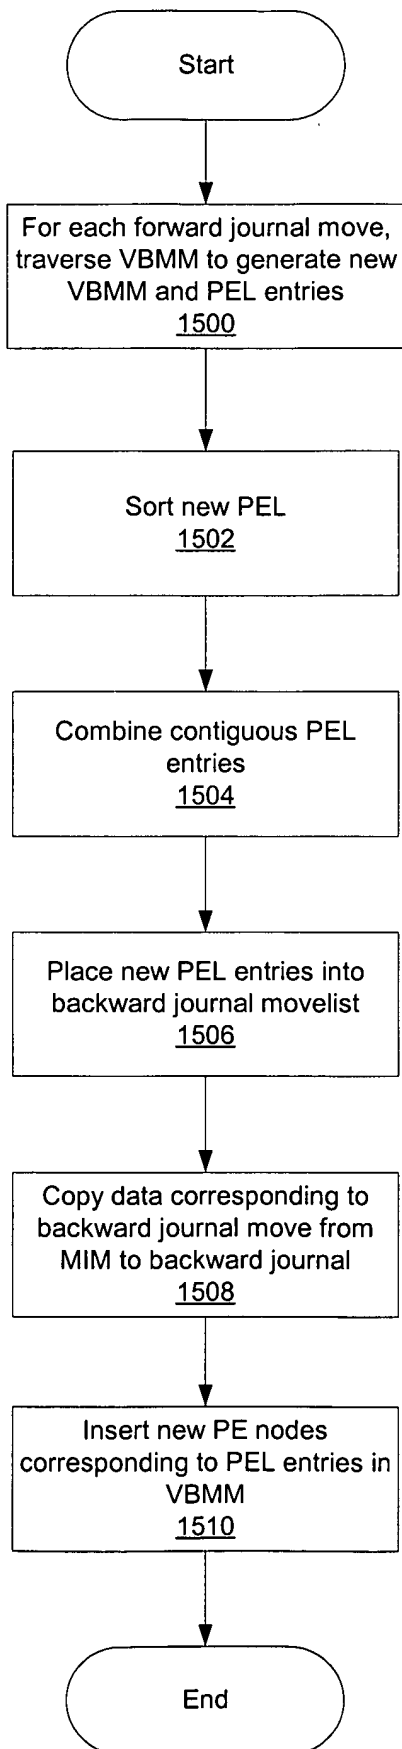 Start
For each forward journal move,
traverse VBMM to generate new
VBMM and PEL entries
1500
Sort new PEL
1502
Combine contiguous PEL
entries
1504
Place new PEL entries into
backward journal movelist
1506
Copy data corresponding to
backward journal move from
MIM to backward journal
1508
Insert new PE nodes
corresponding to PEL entries in
VBMM
1510
End